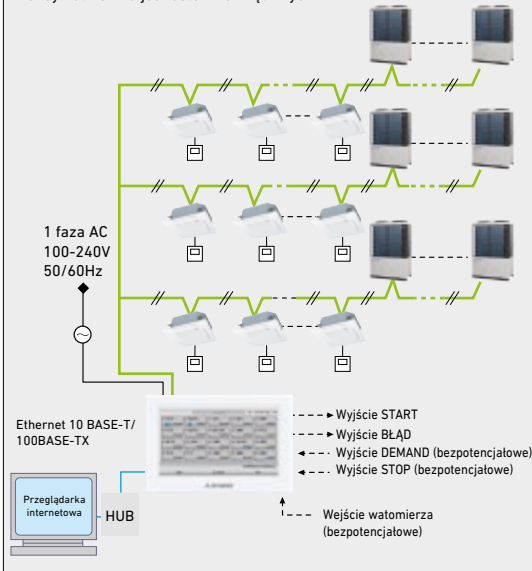 1 faza AC
100-240V
50/60Hz
Ethernet 10 BASE-T/
100BASE-TX
Przeglądarka
internetowa
HUB
Wyjście START
Wyjście BŁĄD
Wyjście DEMAND (bezpotencjałowe)
Wyjście STOP (bezpotencjałowe)
Wejście watomierza
(bezpotencjałowe)